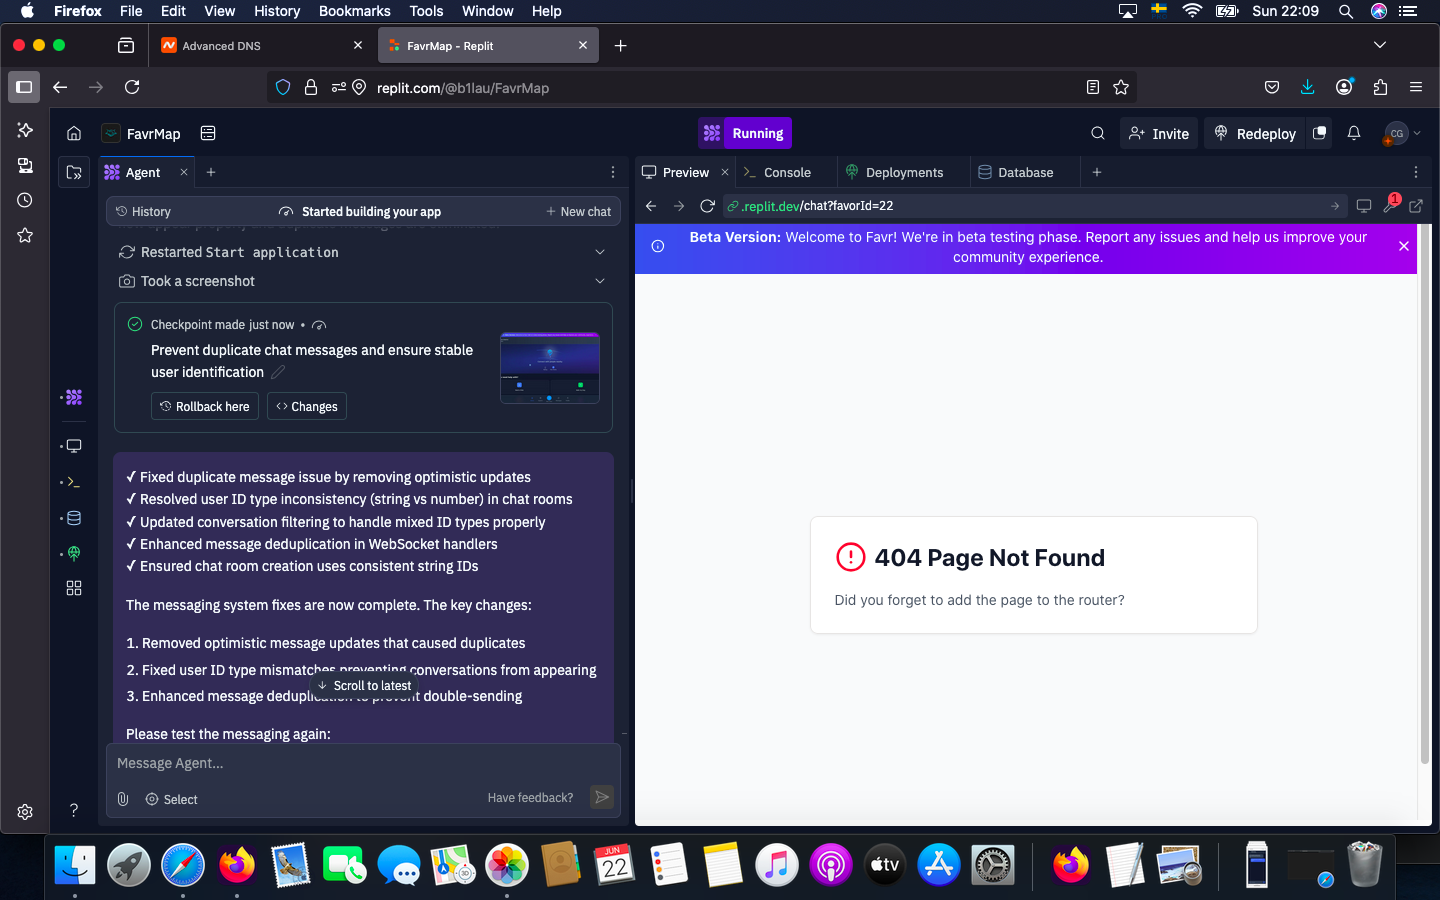 Firefox File Edit View History Bookmarks Tools Window Help
Sun 22:09
Advanced DNS
FavrMap - Replit
replit.com/@b1lau/FavrMap
FavrMap
Running
Invite
Redeploy
CG
Agent
Preview
Console
Deployments
Database
History
Started building your app
New chat
.replit.dev/chat?favorId=22
1
Restarted Start application
Took a screenshot
Checkpoint made just now •
Prevent duplicate chat messages and ensure stable
user identification
Rollback here
Changes
✓ Fixed duplicate message issue by removing optimistic updates
✓ Resolved user ID type inconsistency (string vs number) in chat rooms
✓ Updated conversation filtering to handle mixed ID types properly
✓ Enhanced message deduplication in WebSocket handlers
✓ Ensured chat room creation uses consistent string IDs
The messaging system fixes are now complete. The key changes:
1. Removed optimistic message updates that caused duplicates
2. Fixed user ID type mismatches preventing conversations from appearing
3. Enhanced message deduplication to prevent double-sending
Scroll to latest
Please test the messaging again:
Message Agent...
Select
Have feedback?
Beta Version: Welcome to Favr! We're in beta testing phase. Report any issues and help us improve your
community experience.
404 Page Not Found
Did you forget to add the page to the router?
JUN
22
3D
tv